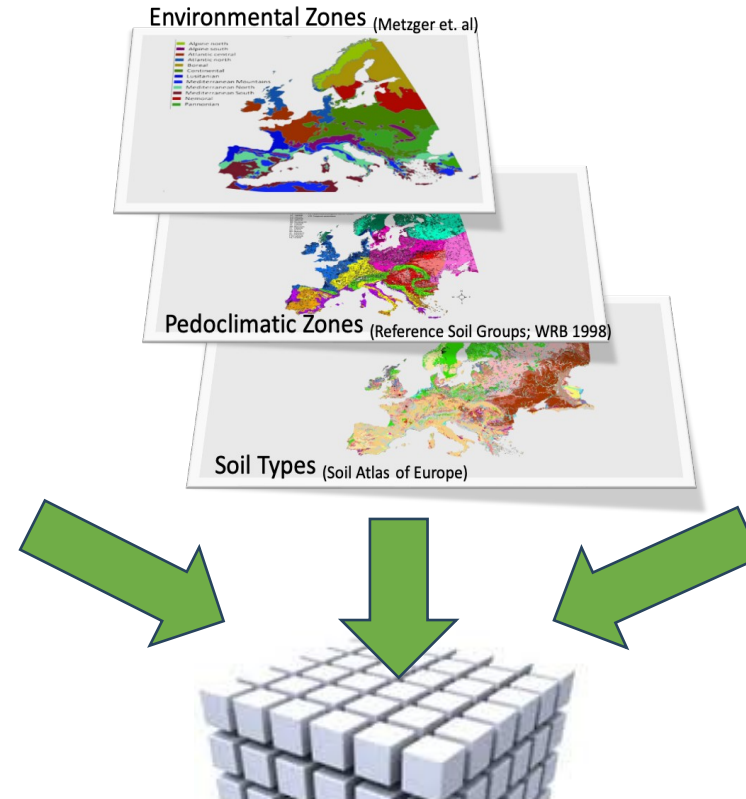 Environmental Zones (Metzger et. al)
Alpine north
Alpine south
Atlantic central
Atlantic north
Boreal
Continental
Lusitanian
Mediterranean Mountains
Mediterranean North
Mediterranean South
Nemoral
Pannonian
Pedoclimatic Zones (Reference Soil Groups; WRB 1998)
Soil Types (Soil Atlas of Europe)